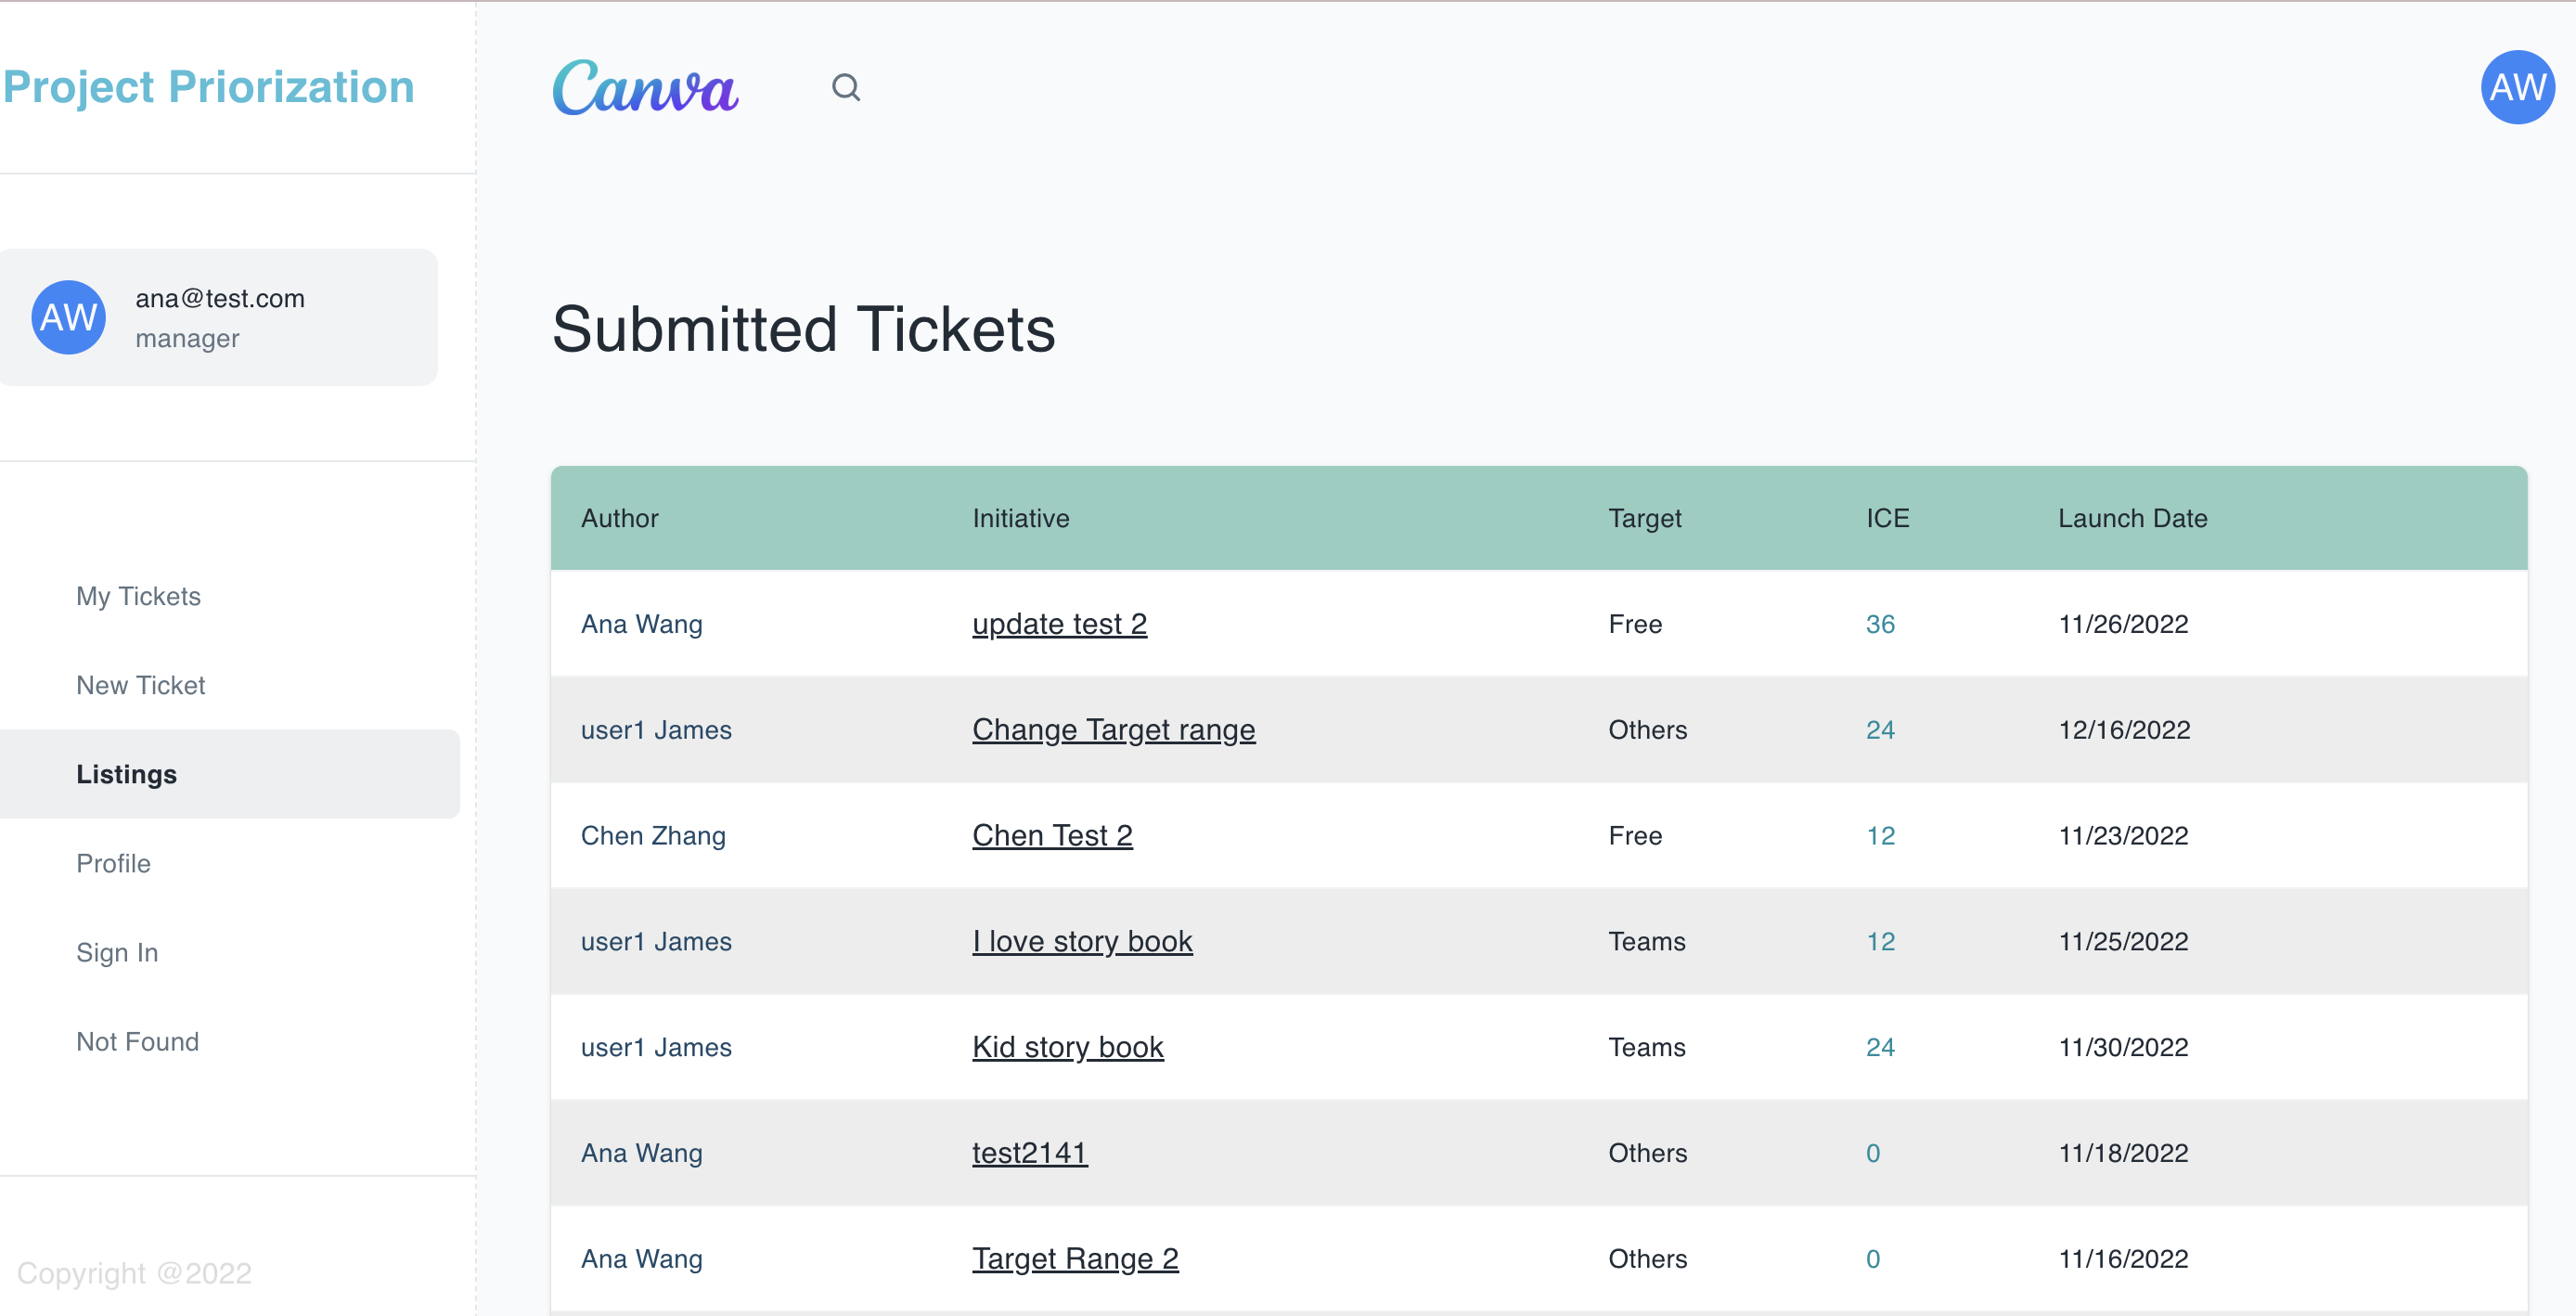 Project Priorization
Canva
AW
AW
ana@test.com
manager
My Tickets
New Ticket
Listings
Profile
Sign In
Not Found
Copyright @2022
Submitted Tickets
Author Initiative Target ICE Launch Date
Ana Wang update test 2 Free 36 11/26/2022
user1 James Change Target range Others 24 12/16/2022
Chen Zhang Chen Test 2 Free 12 11/23/2022
user1 James I love story book Teams 12 11/25/2022
user1 James Kid story book Teams 24 11/30/2022
Ana Wang test2141 Others 0 11/18/2022
Ana Wang Target Range 2 Others 0 11/16/2022